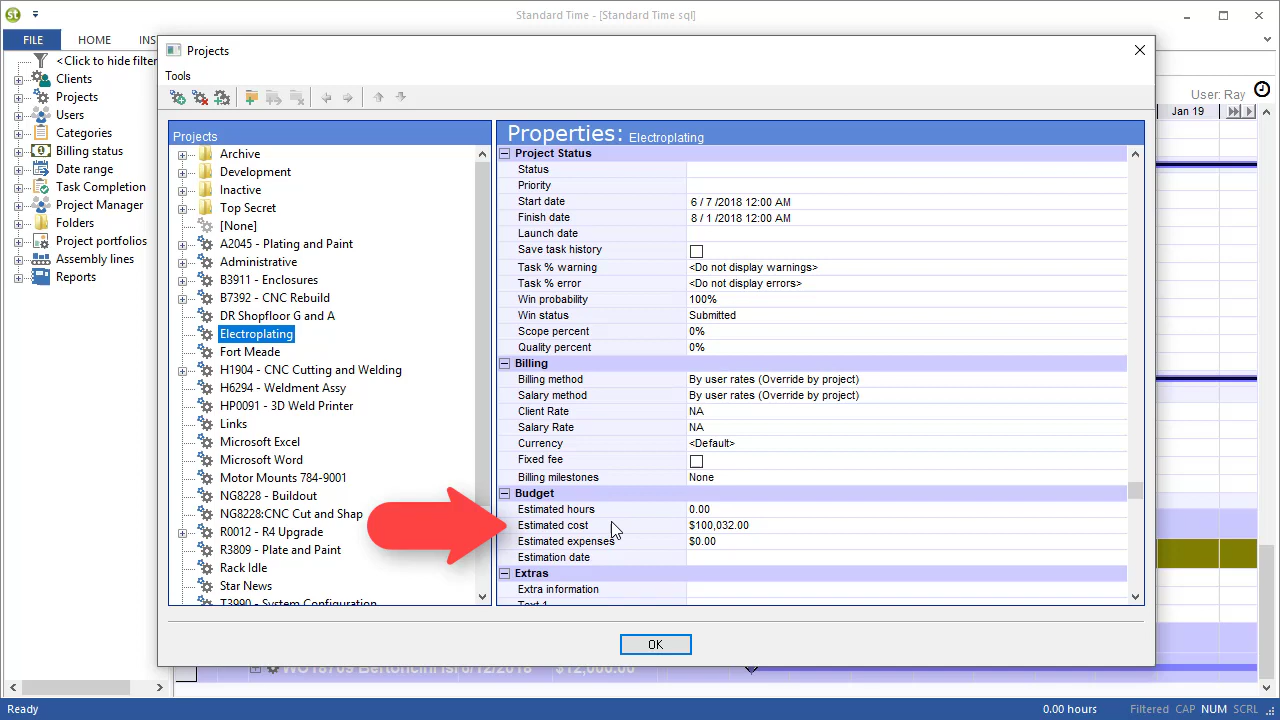 st
Standard Time - [Standard Time sql]
FILE
HOME
INS
User: Ray
Jan 19
<Click to hide filter
Clients
Projects
Users
Categories
Billing status
Date range
Task Completion
Project Manager
Folders
Project portfolios
Assembly lines
Reports
Projects
Tools
Projects
Archive
Development
Inactive
Top Secret
[None]
A2045 - Plating and Paint
Administrative
B3911 - Enclosures
B7392 - CNC Rebuild
DR Shopfloor G and A
Electroplating
Fort Meade
H1904 - CNC Cutting and Welding
H6294 - Weldment Assy
HP0091 - 3D Weld Printer
Links
Microsoft Excel
Microsoft Word
Motor Mounts 784-9001
NG8228 - Buildout
NG8228:CNC Cut and Shap
R0012 - R4 Upgrade
R3809 - Plate and Paint
Rack Idle
Star News
T3990 - System Configuration
Properties: Electroplating
Project Status
Status
Priority
Start date 6 / 7 /2018 12:00 AM
Finish date 8 / 1 /2018 12:00 AM
Launch date
Save task history
Task % warning <Do not display warnings>
Task % error <Do not display errors>
Win probability 100%
Win status Submitted
Scope percent 0%
Quality percent 0%
Billing
Billing method By user rates (Override by project)
Salary method By user rates (Override by project)
Client Rate NA
Salary Rate NA
Currency <Default>
Fixed fee
Billing milestones None
Budget
Estimated hours 0.00
Estimated cost $100,032.00
Estimated expenses $0.00
Estimation date
Extras
Extra information
Text 1
OK
$12,000.00
Ready
0.00 hours
Filtered CAP NUM SCRL